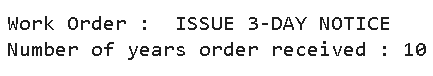 Work Order :  ISSUE 3-DAY NOTICE
Number of years order received : 10